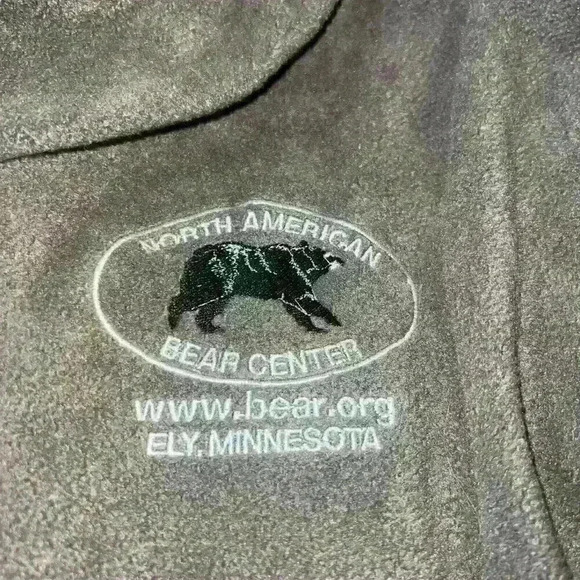 NORTH AMERICAN
BEAR CENTER
www.bear.org
ELY, MINNESOTA